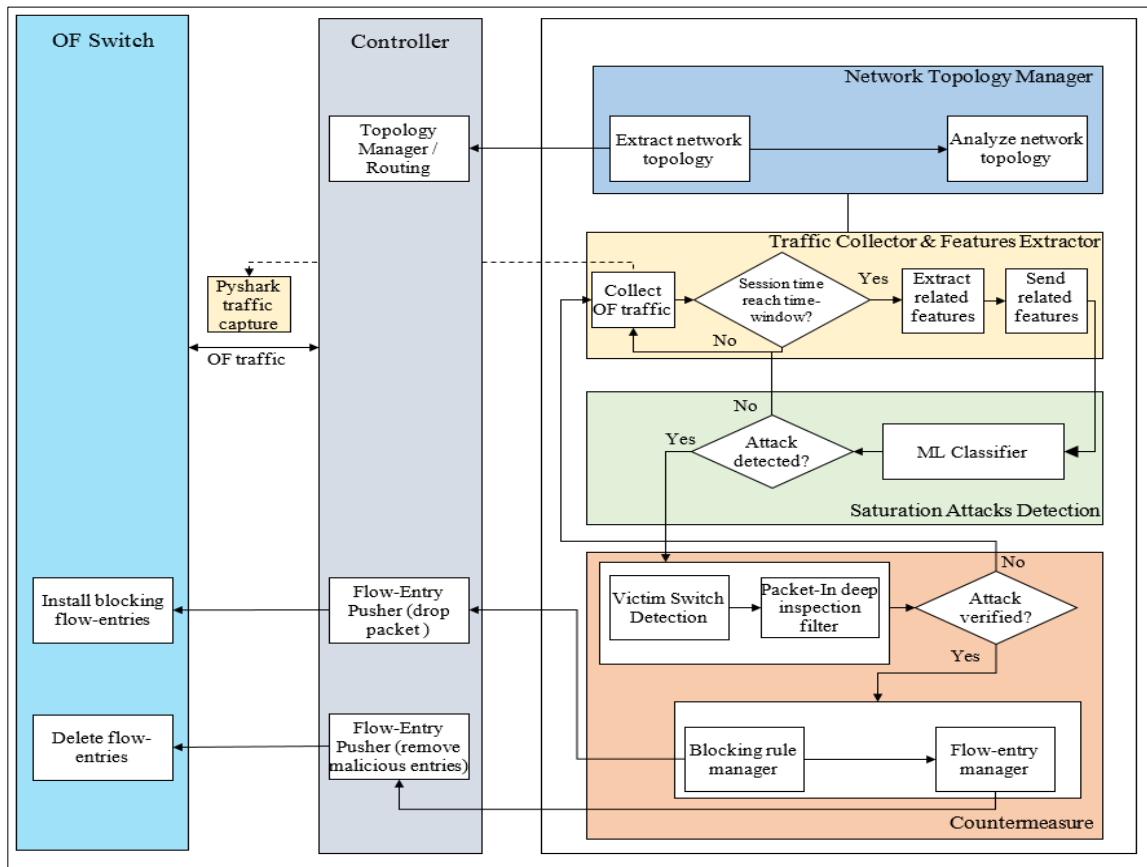 OF Switch
Controller
Network Topology Manager
Topology
Manager /
Routing
Extract network
topology
Analyze network
topology
Traffic Collector & Features Extractor
Pyshark
traffic
capture
OF traffic
Collect
OF traffic
Session time
reach time-
window?
Yes
No
Extract
related
features
Send
related
features
No
Yes
Attack
detected?
ML Classifier
Saturation Attacks Detection
No
Install blocking
flow-entries
Flow-Entry
Pusher (drop
packet )
Victim Switch
Detection
Packet-In deep
inspection
filter
Attack
verified?
Yes
Delete flow-
entries
Flow-Entry
Pusher (remove
malicious entries)
Blocking rule
manager
Flow-entry
manager
Countermeasure